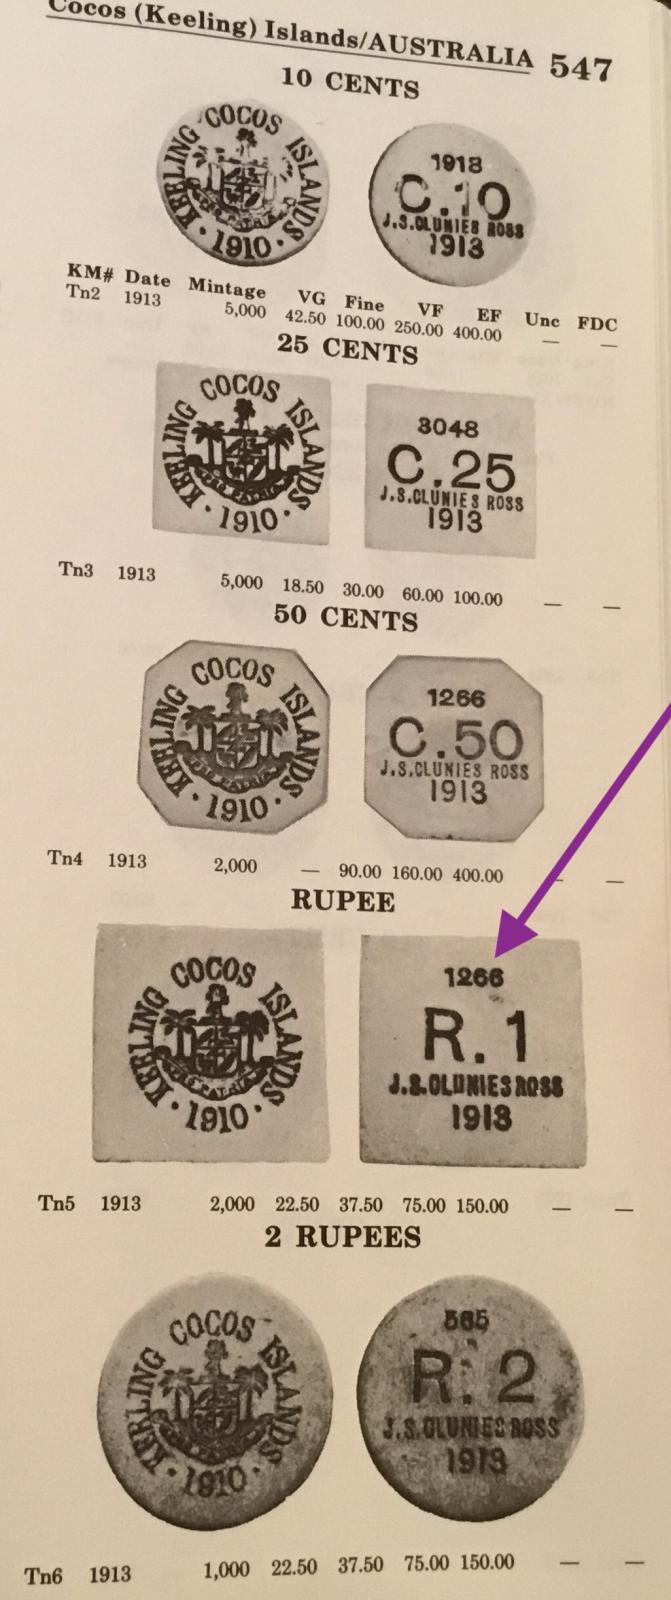 Cocos (Keeling) Islands/AUSTRALIA 547
10 CENTS
KEELING COCOS ISLANDS
· 1910 ·
1918
C.10
J.S.CLUNIES ROSS
1913
KM# Date Mintage VG Fine VF EF Unc FDC
Tn2 1913 5,000 42.50 100.00 250.00 400.00 — —
25 CENTS
KEELING COCOS ISLANDS
PRO PATRIA
· 1910 ·
3048
C.25
J.S.CLUNIES ROSS
1913
Tn3 1913 5,000 18.50 30.00 60.00 100.00 — —
50 CENTS
KEELING COCOS ISLANDS
PRO PATRIA
· 1910 ·
1266
C.50
J.S.CLUNIES ROSS
1913
Tn4 1913 2,000 — 90.00 160.00 400.00 — —
RUPEE
KEELING COCOS ISLANDS
PRO PATRIA
· 1910 ·
1266
R.1
J.S.CLUNIES ROSS
1913
Tn5 1913 2,000 22.50 37.50 75.00 150.00 — —
2 RUPEES
KEELING COCOS ISLANDS
· 1910 ·
565
R.2
J.S.CLUNIES ROSS
1913
Tn6 1913 1,000 22.50 37.50 75.00 150.00 — —